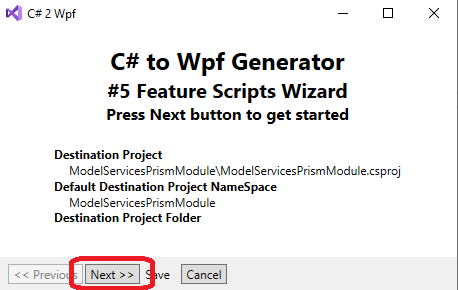 C# 2 Wpf
C# to Wpf Generator
#5 Feature Scripts Wizard
Press Next button to get started
Destination Project
ModelServicesPrismModule\ModelServicesPrismModule.csproj
Default Destination Project NameSpace
ModelServicesPrismModule
Destination Project Folder
<< Previous Next >> Save Cancel